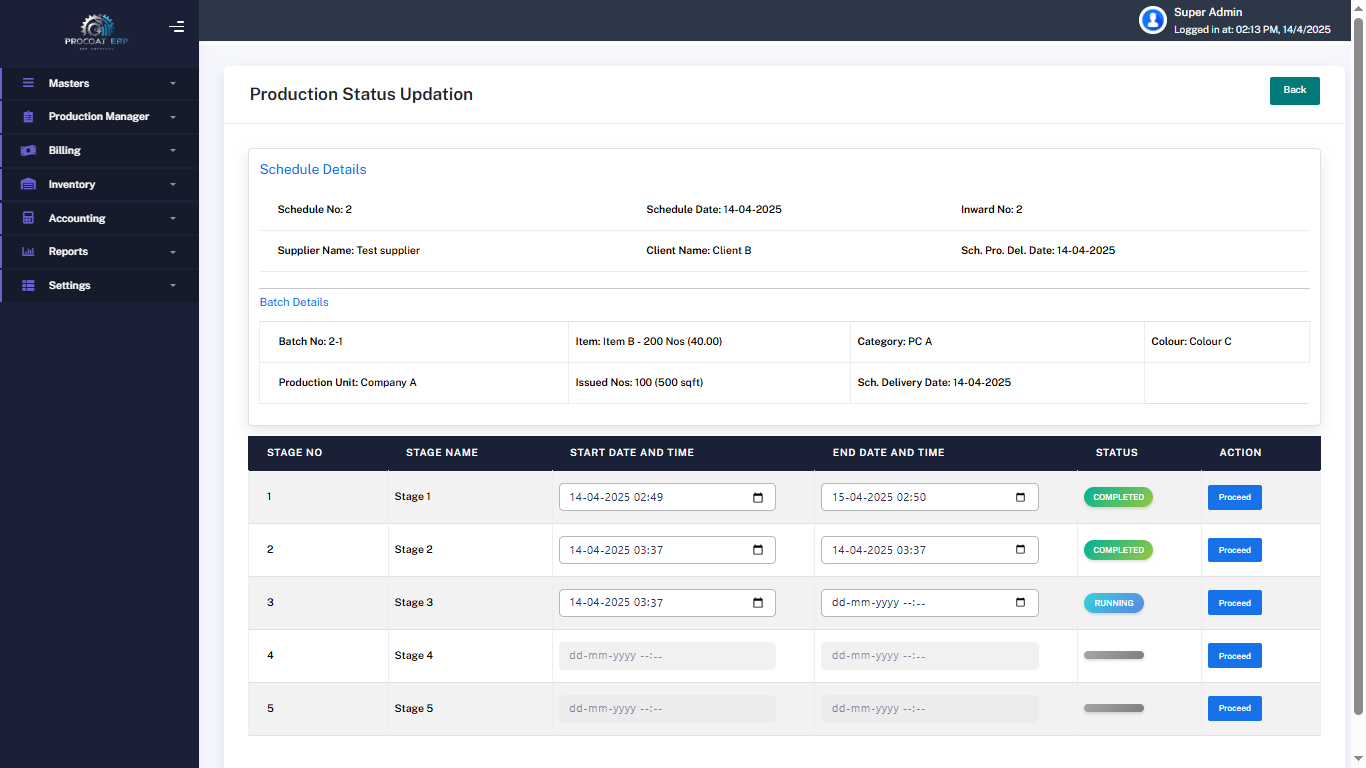 PROCOAT ERP
Super Admin
Logged in at: 02:13 PM, 14/4/2025
Masters
Production Manager
Billing
Inventory
Accounting
Reports
Settings
Production Status Updation
Back
Schedule Details
Schedule No: 2 Schedule Date: 14-04-2025 Inward No: 2
Supplier Name: Test supplier Client Name: Client B Sch. Pro. Del. Date: 14-04-2025
Batch Details
Batch No: 2-1 Item: Item B - 200 Nos (40.00) Category: PC A Colour: Colour C
Production Unit: Company A Issued Nos: 100 (500 sqft) Sch. Delivery Date: 14-04-2025
STAGE NO STAGE NAME START DATE AND TIME END DATE AND TIME STATUS ACTION
1 Stage 1 14-04-2025 02:49 15-04-2025 02:50 COMPLETED Proceed
2 Stage 2 14-04-2025 03:37 14-04-2025 03:37 COMPLETED Proceed
3 Stage 3 14-04-2025 03:37 dd-mm-yyyy --:-- RUNNING Proceed
4 Stage 4 dd-mm-yyyy --:-- dd-mm-yyyy --:-- Proceed
5 Stage 5 dd-mm-yyyy --:-- dd-mm-yyyy --:-- Proceed